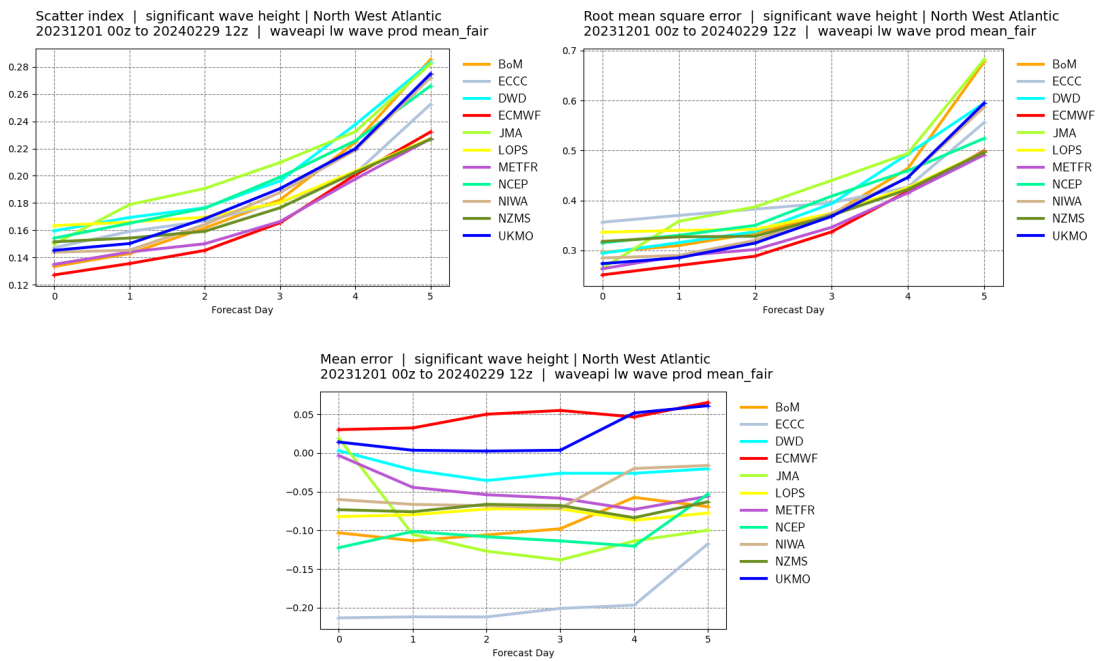 Scatter index | significant wave height | North West Atlantic
20231201 00z to 20240229 12z | waveapi lw wave prod mean_fair
0.28
0.26
0.24
0.22
0.20
0.18
0.16
0.14
0.12
0 1 2 3 4 5
Forecast Day
BoM
ECCC
DWD
ECMWF
JMA
LOPS
METFR
NCEP
NIWA
NZMS
UKMO
Root mean square error | significant wave height | North West Atlantic
20231201 00z to 20240229 12z | waveapi lw wave prod mean_fair
0.7
0.6
0.5
0.4
0.3
0 1 2 3 4 5
Forecast Day
BoM
ECCC
DWD
ECMWF
JMA
LOPS
METFR
NCEP
NIWA
NZMS
UKMO
Mean error | significant wave height | North West Atlantic
20231201 00z to 20240229 12z | waveapi lw wave prod mean_fair
0.05
0.00
−0.05
−0.10
−0.15
−0.20
0 1 2 3 4 5
Forecast Day
BoM
ECCC
DWD
ECMWF
JMA
LOPS
METFR
NCEP
NIWA
NZMS
UKMO